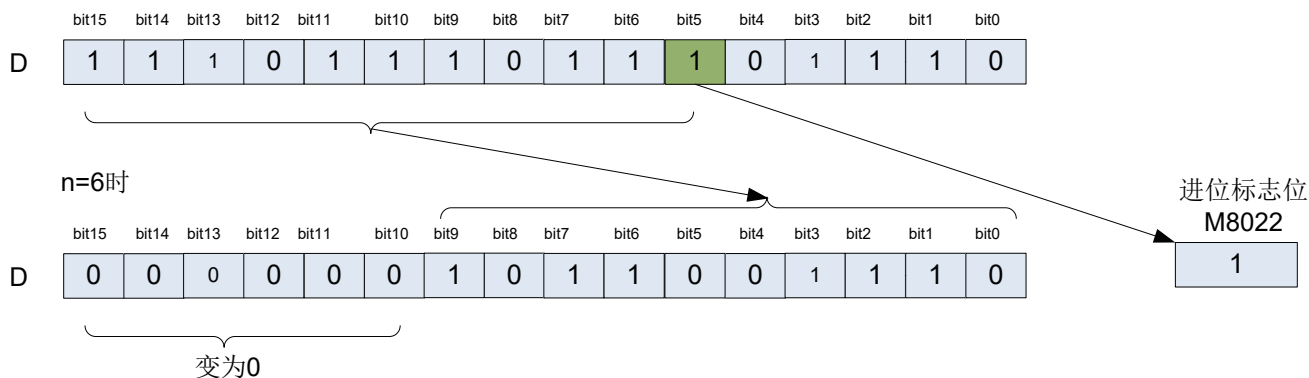 bit15 bit14 bit13 bit12 bit11 bit10 bit9 bit8 bit7 bit6 bit5 bit4 bit3 bit2 bit1 bit0
D 1 1 1 0 1 1 1 0 1 1 1 0 1 1 1 0
n=6时
进位标志位
M8022
bit15 bit14 bit13 bit12 bit11 bit10 bit9 bit8 bit7 bit6 bit5 bit4 bit3 bit2 bit1 bit0
D 0 0 0 0 0 0 1 0 1 1 0 0 1 1 1 0
1
变为0